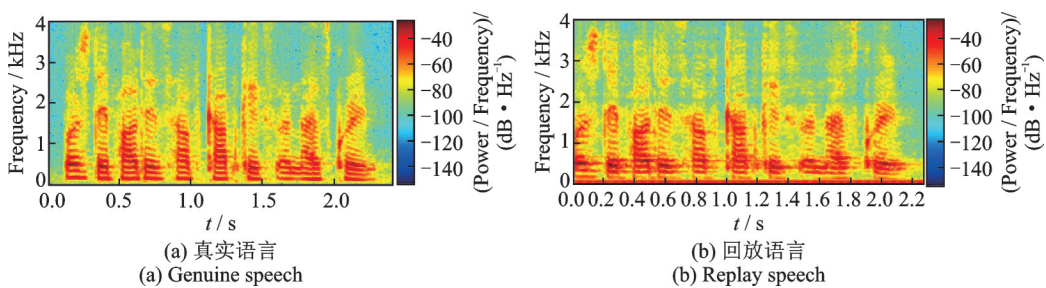 Frequency / kHz
4
3
2
1
0
0.0 0.5 1.0 1.5 2.0
t / s
−40
−60
−80
−100
−120
−140
(Power / Frequency)/
(dB • Hz⁻¹)
(a) 真实语言
(a) Genuine speech
Frequency / kHz
4
3
2
1
0
0.0 0.2 0.4 0.6 0.8 1.0 1.2 1.4 1.6 1.8 2.0 2.2
t / s
−40
−60
−80
−100
−120
−140
(Power / Frequency)/
(dB • Hz⁻¹)
(b) 回放语言
(b) Replay speech